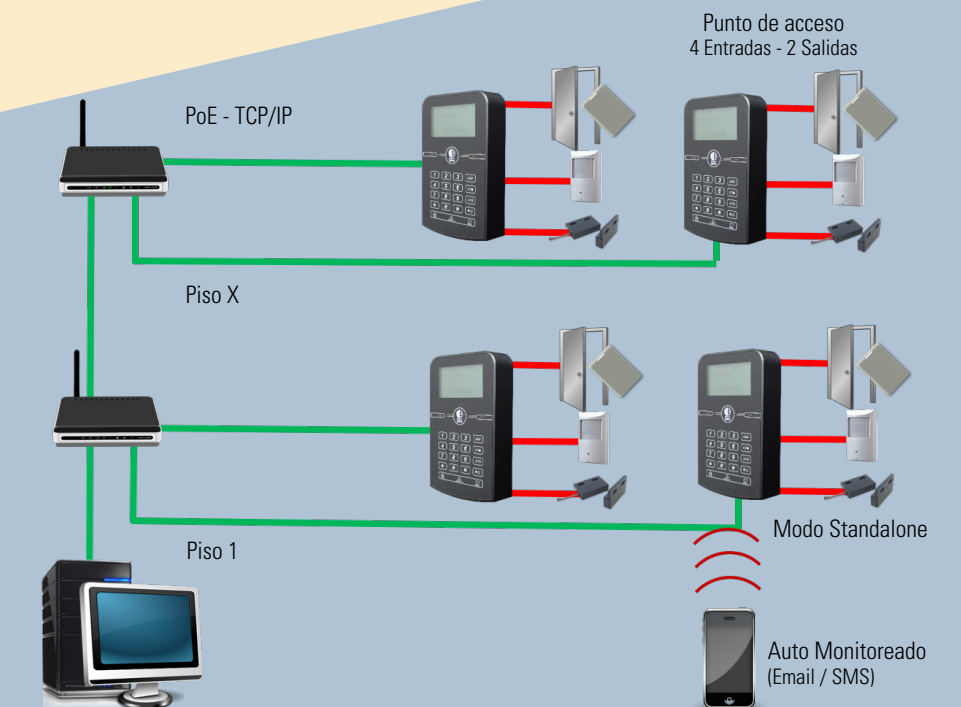 Punto de acceso
4 Entradas - 2 Salidas
PoE - TCP/IP
Piso X
Modo Standalone
Piso 1
Auto Monitoreado
(Email / SMS)